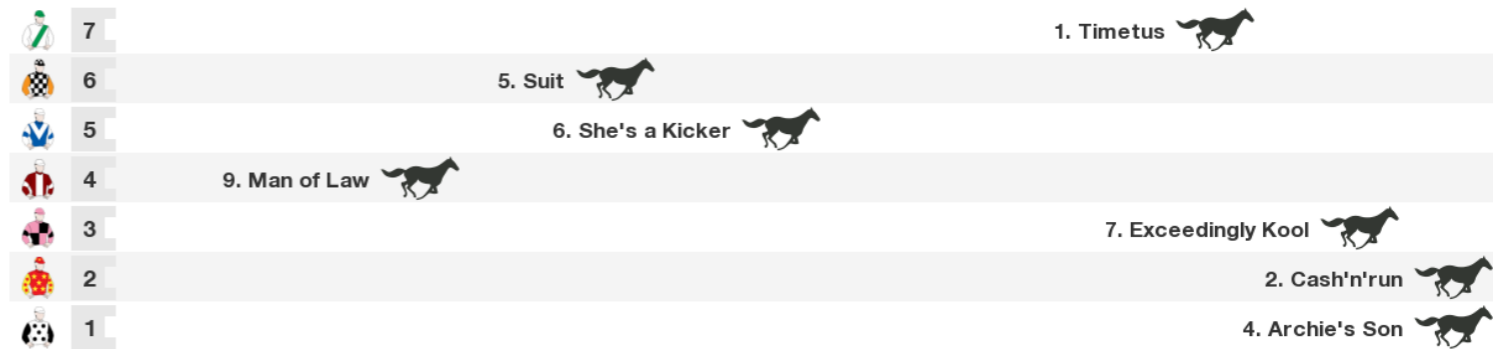 7 1. Timetus
6 5. Suit
5 6. She's a Kicker
4 9. Man of Law
3 7. Exceedingly Kool
2 2. Cash'n'run
1 4. Archie's Son